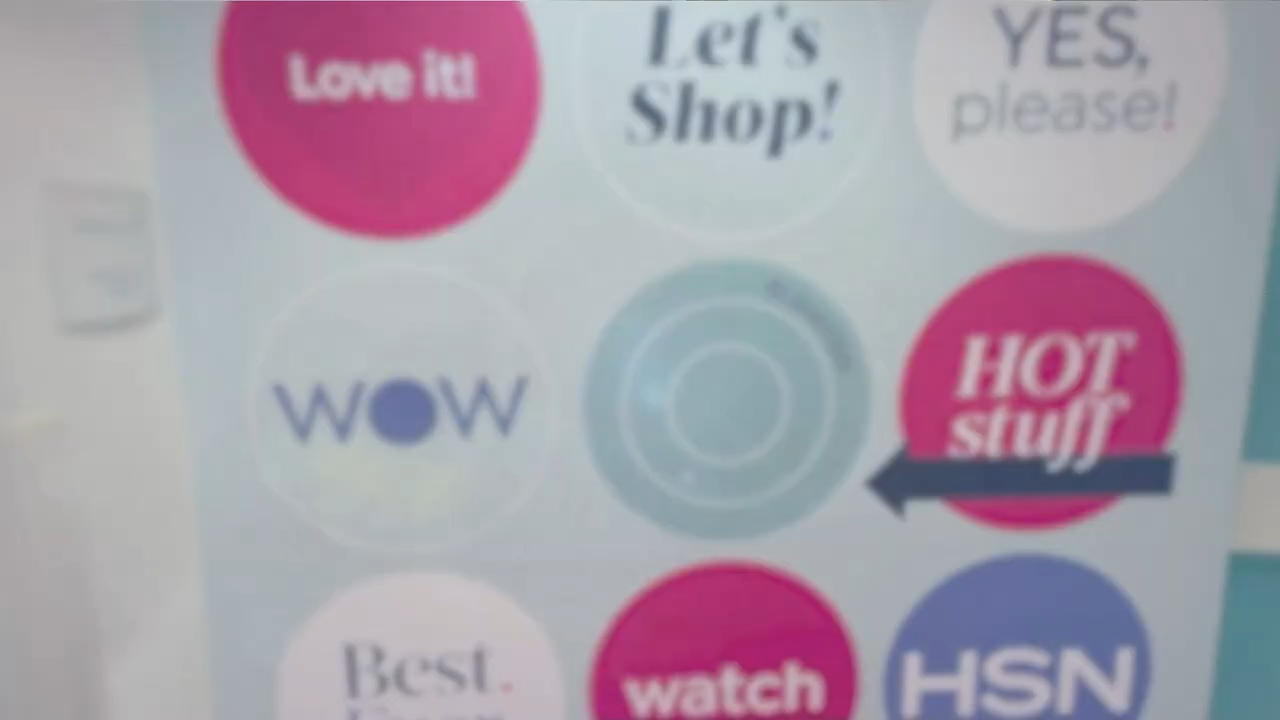 Love it!
Let's
Shop!
YES,
please!
WOW
HOT
stuff
Best.
watch
HSN